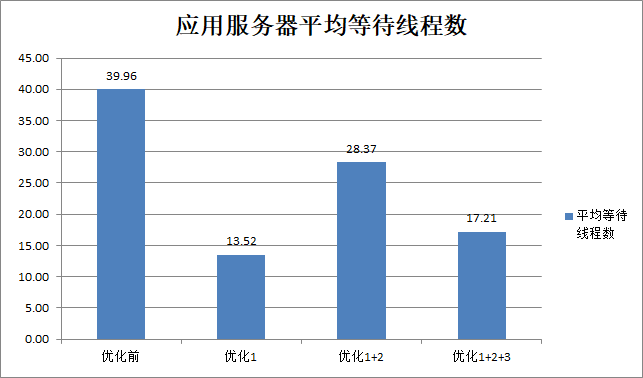 应用服务器平均等待线程数
45.00
40.00
35.00
30.00
25.00
20.00
15.00
10.00
5.00
0.00
39.96
13.52
28.37
17.21
优化前
优化1
优化1+2
优化1+2+3
平均等待
线程数